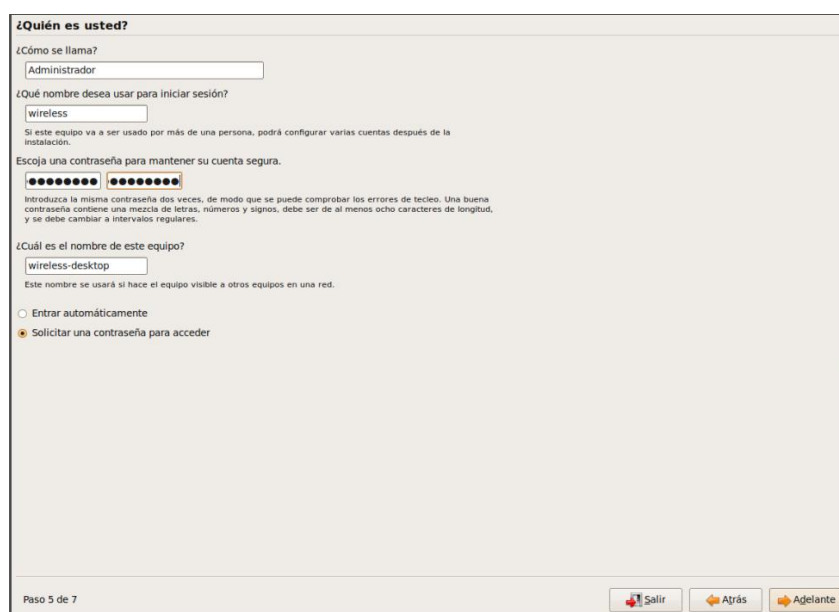 ¿Quién es usted?
¿Cómo se llama?
Administrador
¿Qué nombre desea usar para iniciar sesión?
wireless
Si este equipo va a ser usado por más de una persona, podrá configurar varias cuentas después de la
instalación.
Escoja una contraseña para mantener su cuenta segura.
Introduzca la misma contraseña dos veces, de modo que se puede comprobar los errores de tecleo. Una buena
contraseña contiene una mezcla de letras, números y signos, debe ser de al menos ocho caracteres de longitud,
y se debe cambiar a intervalos regulares.
¿Cuál es el nombre de este equipo?
wireless-desktop
Este nombre se usará si hace el equipo visible a otros equipos en una red.
Entrar automáticamente
Solicitar una contraseña para acceder
Paso 5 de 7 Salir Atrás Adelante